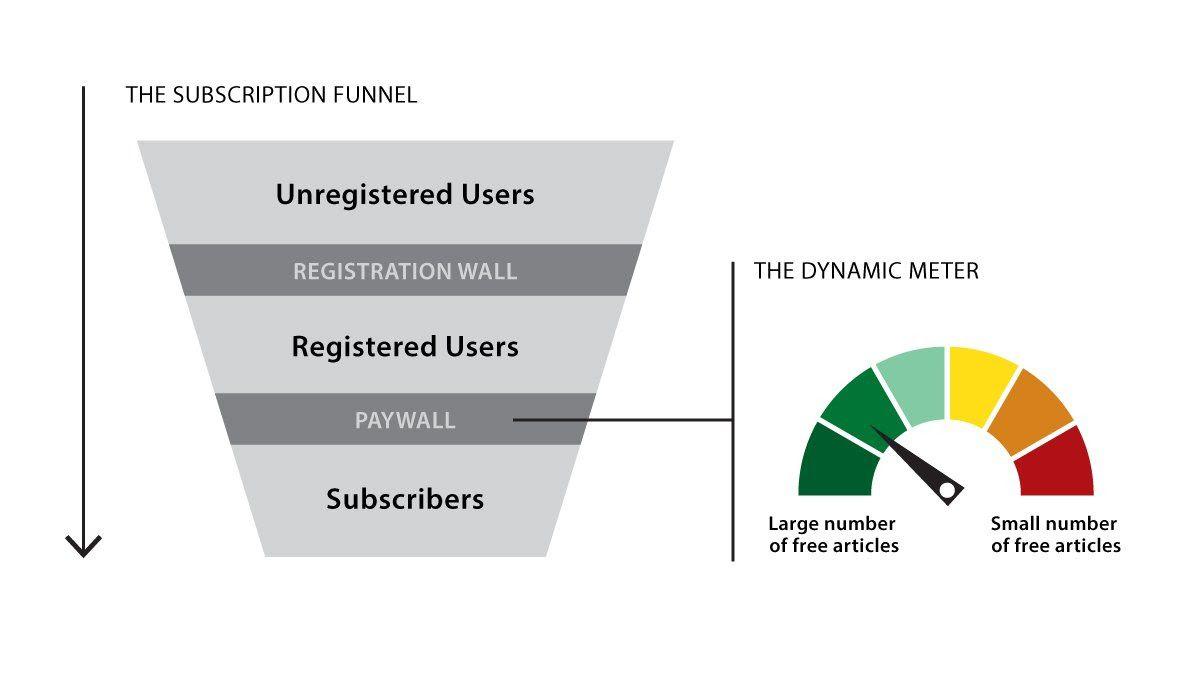 THE SUBSCRIPTION FUNNEL
Unregistered Users
REGISTRATION WALL
Registered Users
PAYWALL
Subscribers
THE DYNAMIC METER
Large number
of free articles
Small number
of free articles